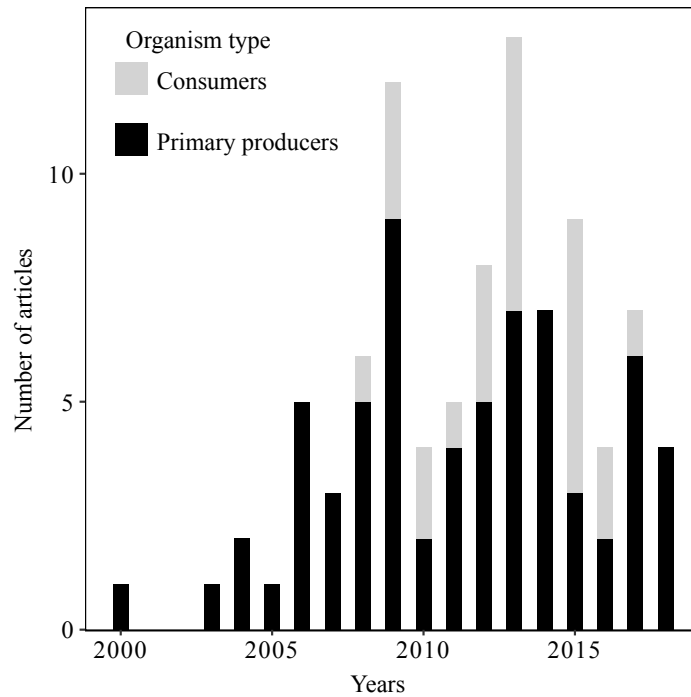 Organism type
Consumers
Primary producers
10
5
0
Number of articles
2000 2005 2010 2015
Years